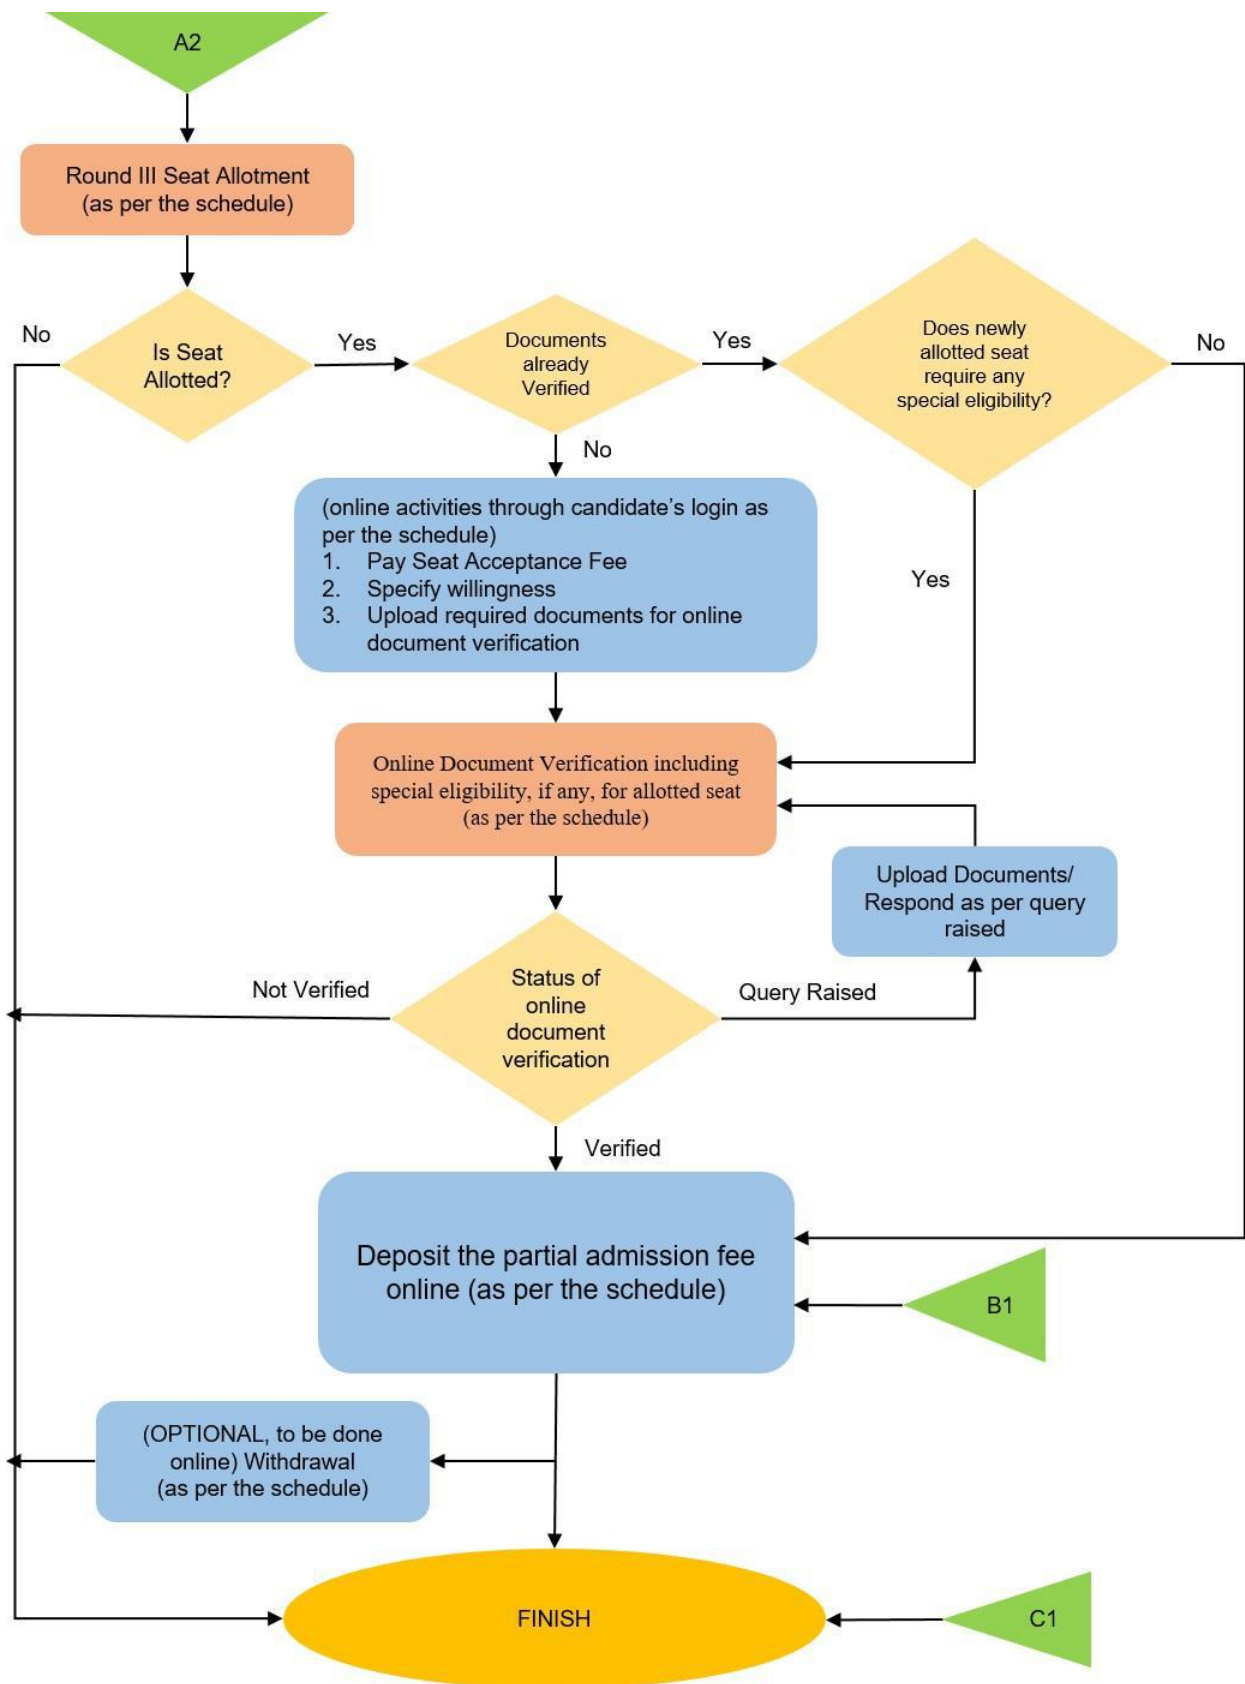 A2
Round III Seat Allotment
(as per the schedule)
No
Is Seat
Allotted?
Yes
Documents
already
Verified
Yes
Does newly
allotted seat
require any
special eligibility?
No
No
(online activities through candidate's login as
per the schedule)
1. Pay Seat Acceptance Fee
2. Specify willingness
3. Upload required documents for online
document verification
Yes
Online Document Verification including
special eligibility, if any, for allotted seat
(as per the schedule)
Upload Documents/
Respond as per query
raised
Not Verified
Status of
online
document
verification
Query Raised
Verified
Deposit the partial admission fee
online (as per the schedule)
B1
(OPTIONAL, to be done
online) Withdrawal
(as per the schedule)
FINISH
C1